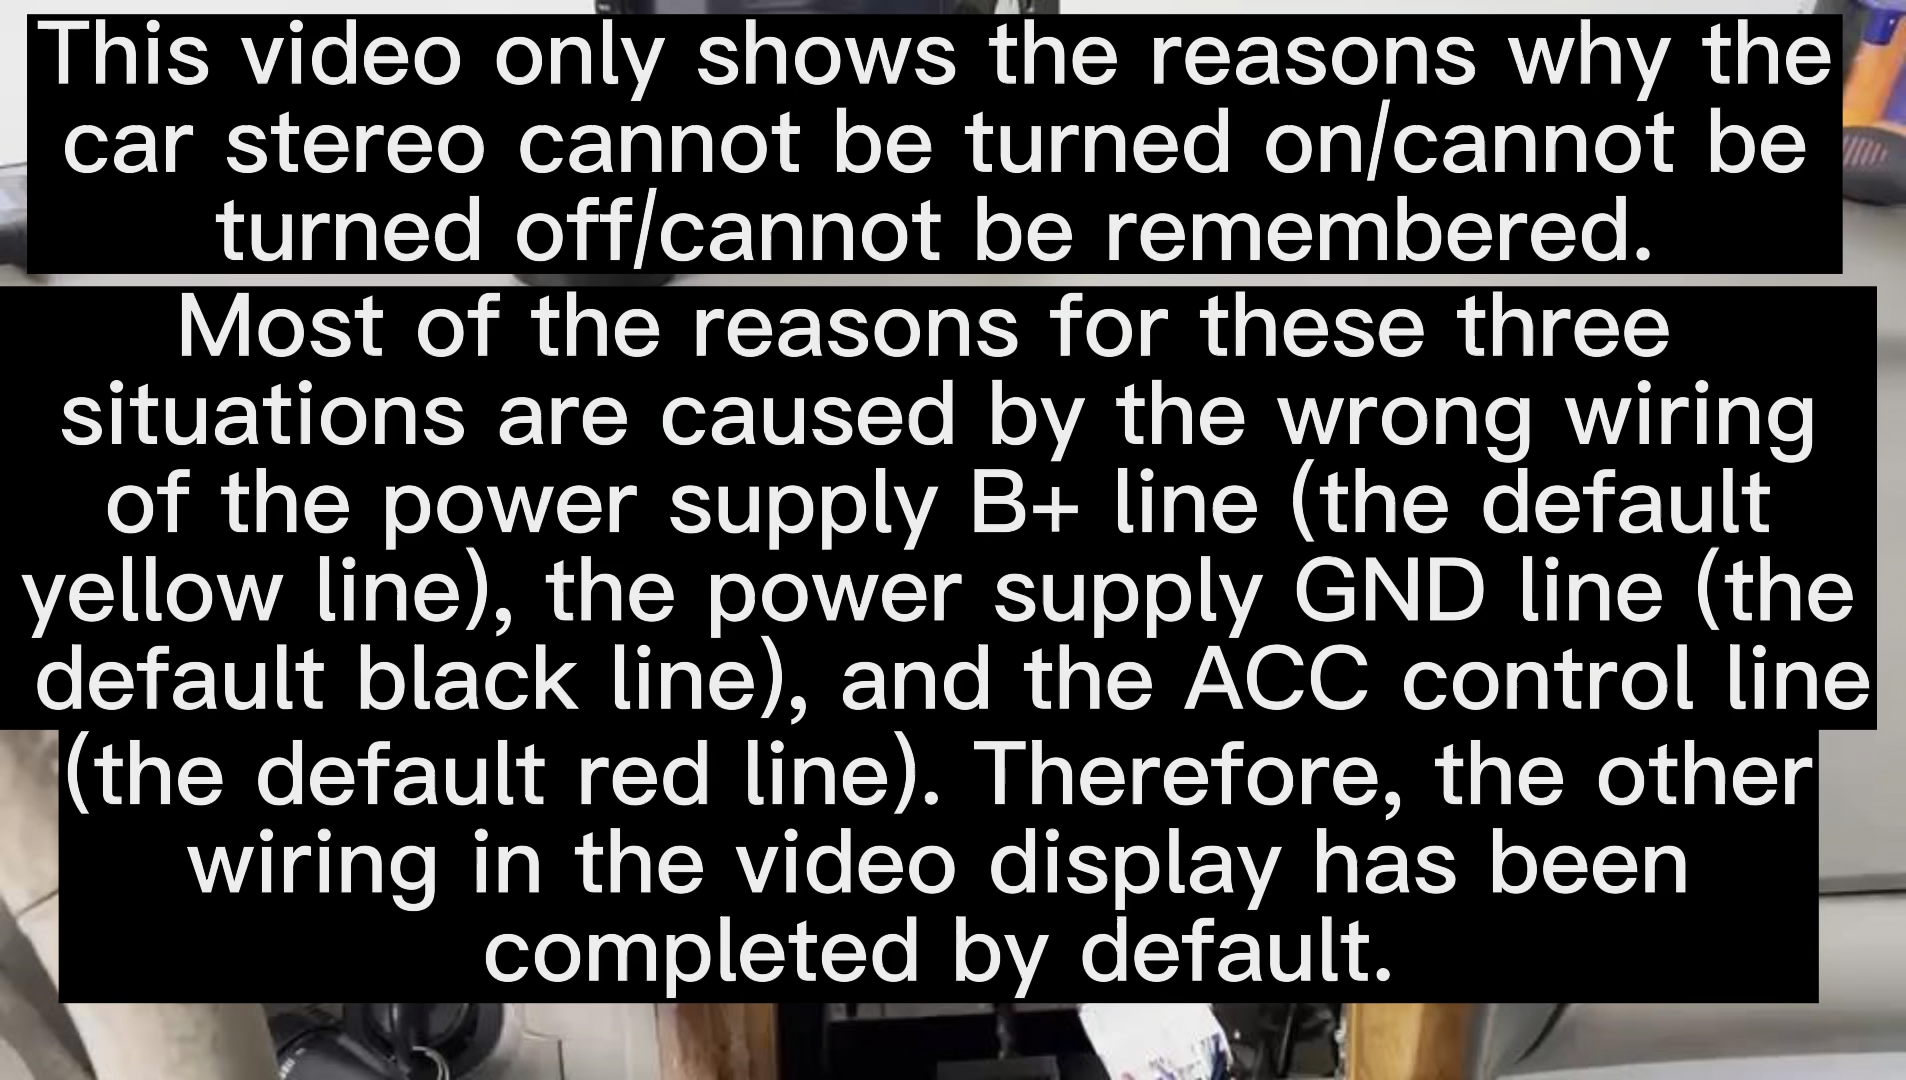 This video only shows the reasons why the
car stereo cannot be turned on/cannot be
turned off/cannot be remembered.
Most of the reasons for these three
situations are caused by the wrong wiring
of the power supply B+ line (the default
yellow line), the power supply GND line (the
default black line), and the ACC control line
(the default red line). Therefore, the other
wiring in the video display has been
completed by default.